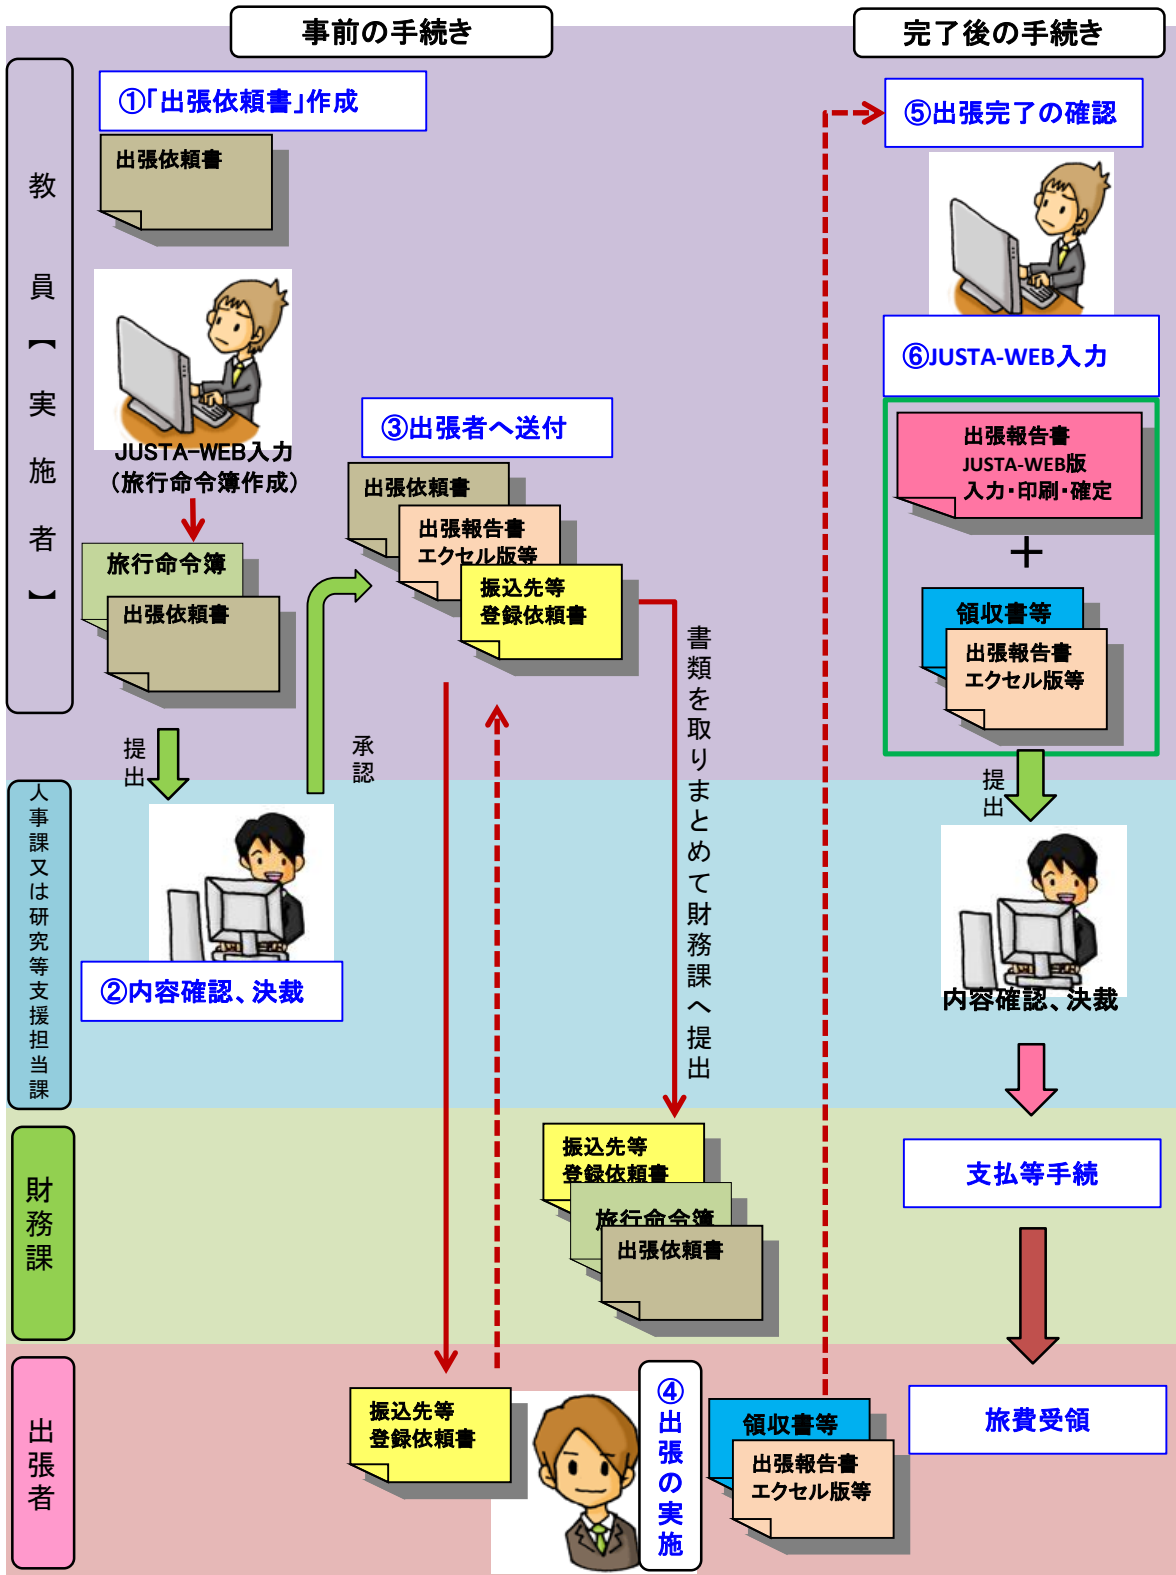 事前の手続き
完了後の手続き
教員【実施者】
①「出張依頼書」作成
出張依頼書
JUSTA-WEB入力
（旅行命令簿作成）
旅行命令簿
出張依頼書
提出
承認
③出張者へ送付
出張依頼書
出張報告書
エクセル版等
振込先等
登録依頼書
書類を取りまとめて財務課へ提出
⑤出張完了の確認
⑥JUSTA-WEB入力
出張報告書
JUSTA-WEB版
入力・印刷・確定
＋
領収書等
出張報告書
エクセル版等
提出
人事課又は研究等支援担当課
②内容確認、決裁
内容確認、決裁
財務課
振込先等
登録依頼書
旅行命令簿
出張依頼書
支払等手続
出張者
振込先等
登録依頼書
④出張の実施
領収書等
出張報告書
エクセル版等
旅費受領